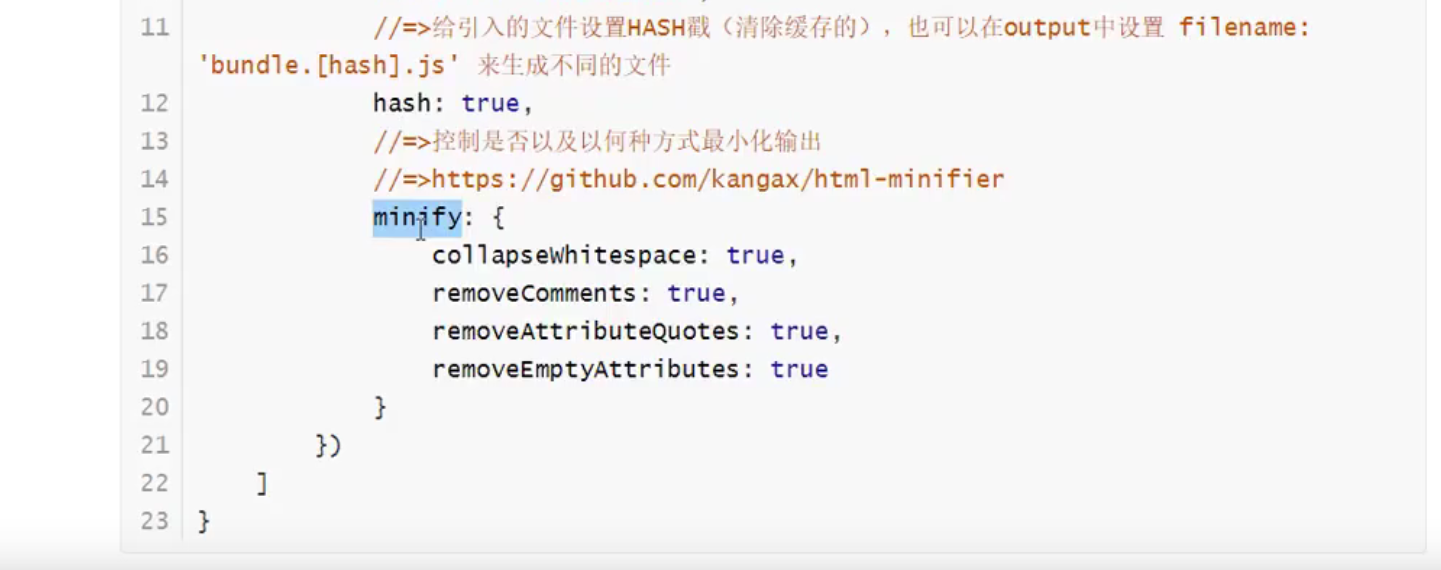 11 //=>给引入的文件设置HASH戳（清除缓存的），也可以在output中设置 filename:
'bundle.[hash].js' 来生成不同的文件
12 hash: true,
13 //=>控制是否以及以何种方式最小化输出
14 //=>https://github.com/kangax/html-minifier
15 minify: {
16 collapseWhitespace: true,
17 removeComments: true,
18 removeAttributeQuotes: true,
19 removeEmptyAttributes: true
20 }
21 })
22 ]
23 }